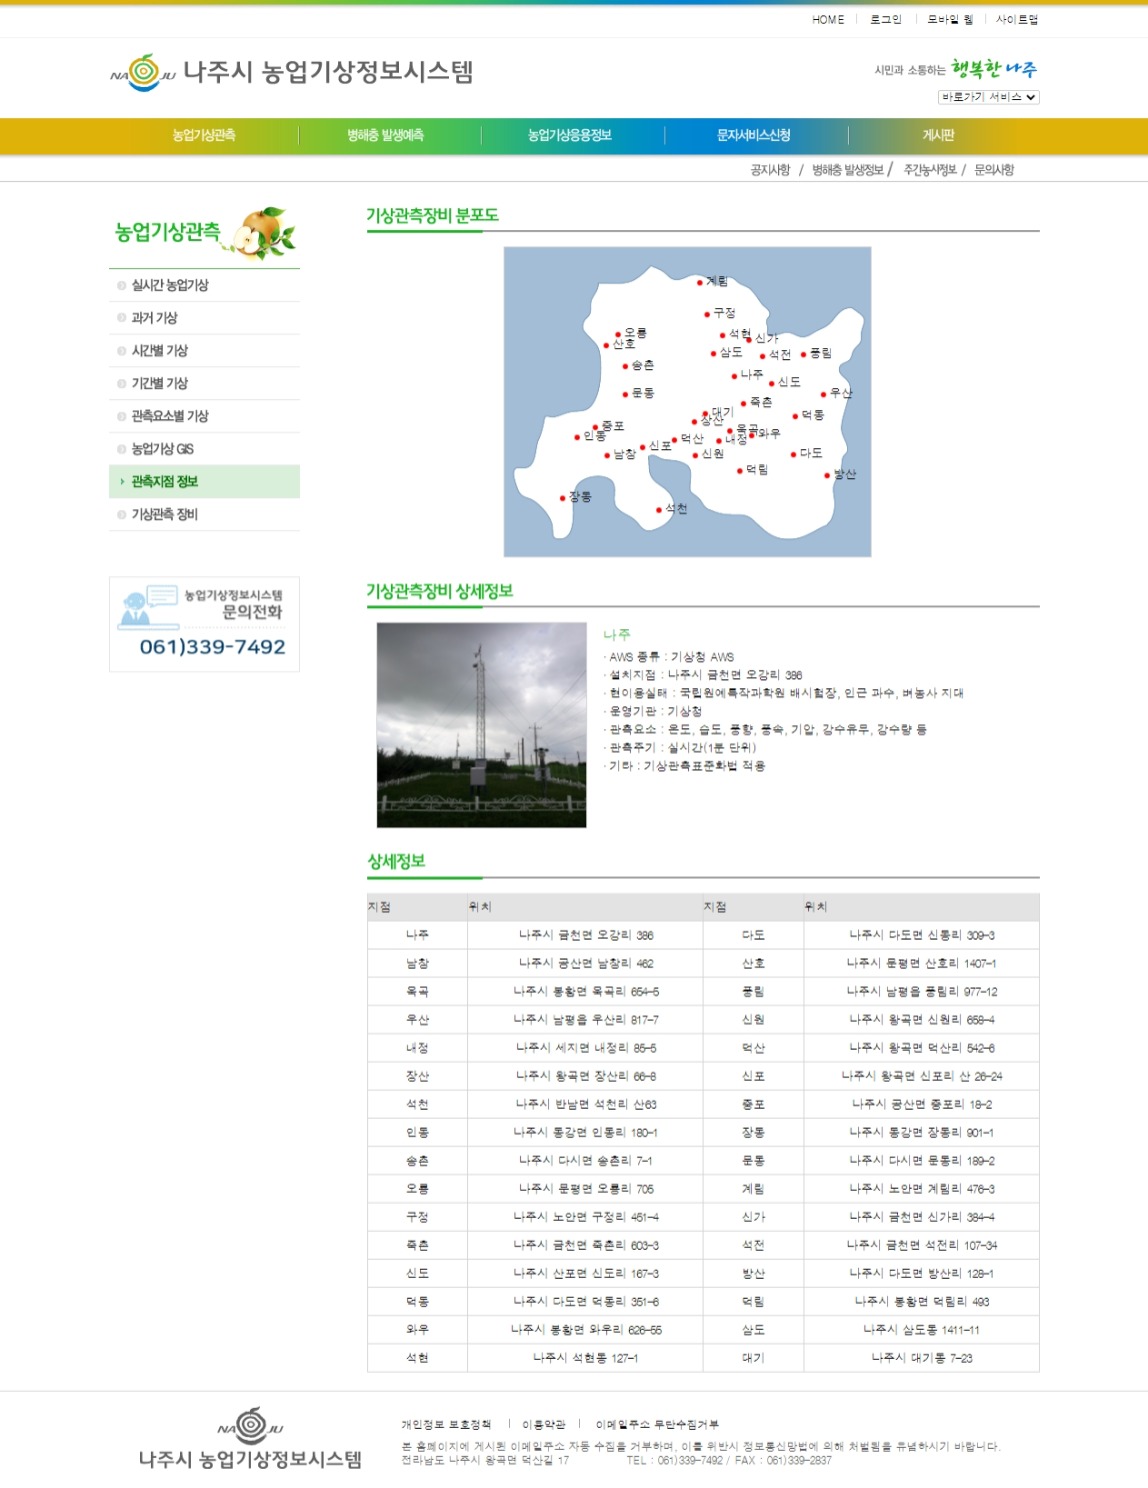 HOME 로그인 모바일 웹 사이트맵
NAJU 나주시 농업기상정보시스템
시민과 소통하는 행복한 나주
바로가기 서비스
농업기상관측 병해충 발생예측 농업기상응용정보 문자서비스신청 게시판
공지사항 / 병해충 발생정보 / 주간농사정보 / 문의사항
농업기상관측
실시간 농업기상
과거 기상
시간별 기상
기간별 기상
관측요소별 기상
농업기상 GIS
관측지점 정보
기상관측 장비
농업기상정보시스템
문의전화
061)339-7492
기상관측장비 분포도
계림
구정
오룡
석현
신가
산호
삼도
석전
풍림
송촌
나주
신도
문동
우산
죽촌
대기
덕동
장산
중포
옥곡
와우
인동
덕산
내정
신포
남창
신원
다도
덕림
방산
장동
석천
기상관측장비 상세정보
나주
· AWS 종류 : 기상청 AWS
· 설치지점 : 나주시 금천면 오강리 386
· 현이용실태 : 국립원예특작과학원 배시험장, 인근 과수, 벼농사 지대
· 운영기관 : 기상청
· 관측요소 : 온도, 습도, 풍향, 풍속, 기압, 강수유무, 강수량 등
· 관측주기 : 실시간(1분 단위)
· 기타 : 기상관측표준화법 적용
상세정보
지점 위치 지점 위치
나주 나주시 금천면 오강리 386 다도 나주시 다도면 신동리 309-3
남창 나주시 공산면 남창리 462 산호 나주시 문평면 산호리 1407-1
옥곡 나주시 봉황면 옥곡리 654-5 풍림 나주시 남평읍 풍림리 977-12
우산 나주시 남평읍 우산리 817-7 신원 나주시 왕곡면 신원리 658-4
내정 나주시 세지면 내정리 85-5 덕산 나주시 왕곡면 덕산리 542-6
장산 나주시 왕곡면 장산리 66-8 신포 나주시 왕곡면 신포리 산 26-24
석천 나주시 반남면 석천리 산63 중포 나주시 공산면 중포리 18-2
인동 나주시 동강면 인동리 180-1 장동 나주시 동강면 장동리 901-1
송촌 나주시 다시면 송촌리 7-1 문동 나주시 다시면 문동리 189-2
오룡 나주시 문평면 오룡리 705 계림 나주시 노안면 계림리 476-3
구정 나주시 노안면 구정리 451-4 신가 나주시 금천면 신가리 384-4
죽촌 나주시 금천면 죽촌리 603-3 석전 나주시 금천면 석전리 107-34
신도 나주시 산포면 신도리 167-3 방산 나주시 다도면 방산리 128-1
덕동 나주시 다도면 덕동리 351-6 덕림 나주시 봉황면 덕림리 493
와우 나주시 봉황면 와우리 626-55 삼도 나주시 삼도동 1411-11
석현 나주시 석현동 127-1 대기 나주시 대기동 7-23
NAJU
나주시 농업기상정보시스템
개인정보 보호정책 이용약관 이메일주소 무단수집거부
본 홈페이지에 게시된 이메일주소 자동 수집을 거부하며, 이를 위반시 정보통신망법에 의해 처벌됨을 유념하시기 바랍니다.
전라남도 나주시 왕곡면 덕산길 17 TEL : 061)339-7492 / FAX : 061)339-2837